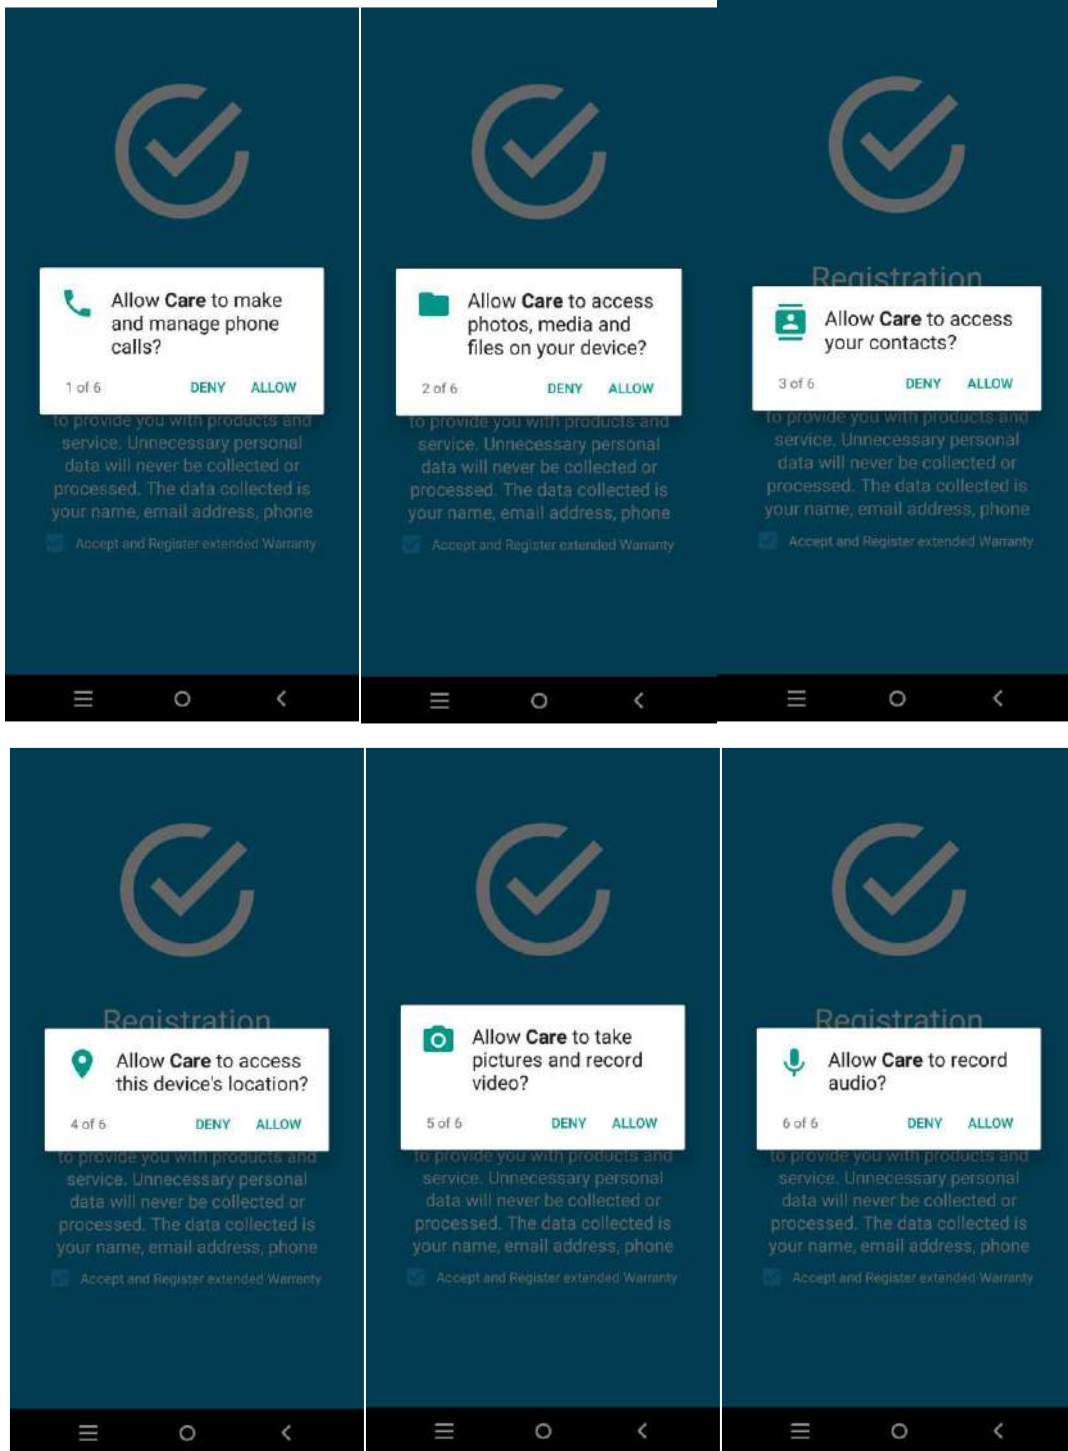 Allow Care to make
and manage phone
calls?
1 of 6 DENY ALLOW
to provide you with products and
service. Unnecessary personal
data will never be collected or
processed. The data collected is
your name, email address, phone
Accept and Register extended Warranty
Allow Care to access
photos, media and
files on your device?
2 of 6 DENY ALLOW
to provide you with products and
service. Unnecessary personal
data will never be collected or
processed. The data collected is
your name, email address, phone
Accept and Register extended Warranty
Registration
Allow Care to access
your contacts?
3 of 6 DENY ALLOW
to provide you with products and
service. Unnecessary personal
data will never be collected or
processed. The data collected is
your name, email address, phone
Accept and Register extended Warranty
Registration
Allow Care to access
this device's location?
4 of 6 DENY ALLOW
to provide you with products and
service. Unnecessary personal
data will never be collected or
processed. The data collected is
your name, email address, phone
Accept and Register extended Warranty
Allow Care to take
pictures and record
video?
5 of 6 DENY ALLOW
to provide you with products and
service. Unnecessary personal
data will never be collected or
processed. The data collected is
your name, email address, phone
Accept and Register extended Warranty
Registration
Allow Care to record
audio?
6 of 6 DENY ALLOW
to provide you with products and
service. Unnecessary personal
data will never be collected or
processed. The data collected is
your name, email address, phone
Accept and Register extended Warranty